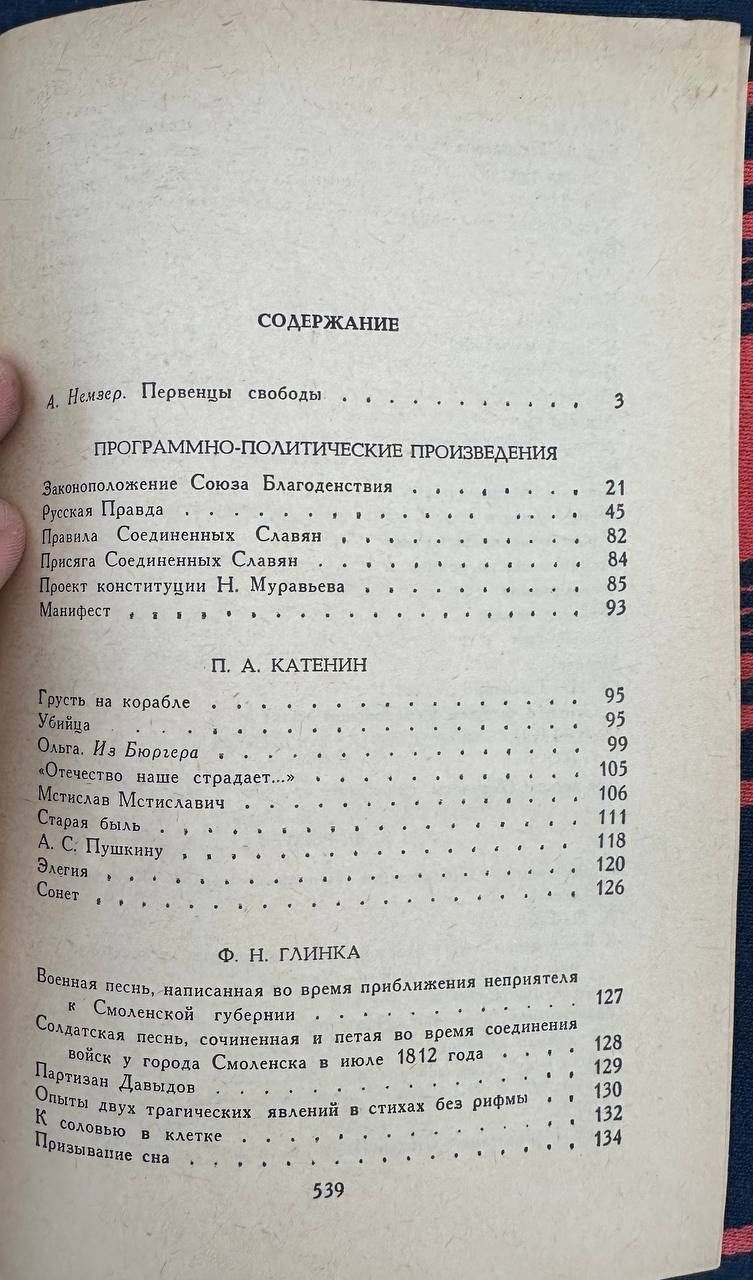 СОДЕРЖАНИЕ
А. Немзер. Первенцы свободы . . . . . . . . . . . 3
ПРОГРАММНО-ПОЛИТИЧЕСКИЕ ПРОИЗВЕДЕНИЯ
Законоположение Союза Благоденствия . . . . . . . 21
Русская Правда . . . . . . . . . . . . . . . . 45
Правила Соединенных Славян . . . . . . . . . . 82
Присяга Соединенных Славян . . . . . . . . . . . 84
Проект конституции Н. Муравьева . . . . . . . . . 85
Манифест . . . . . . . . . . . . . . . . . . . 93
П. А. КАТЕНИН
Грусть на корабле . . . . . . . . . . . . . . . 95
Убийца . . . . . . . . . . . . . . . . . . . 95
Ольга. Из Бюргера . . . . . . . . . . . . . . . 99
«Отечество наше страдает...» . . . . . . . . . . . 105
Мстислав Мстиславич . . . . . . . . . . . . . . 106
Старая быль . . . . . . . . . . . . . . . . . 111
А. С. Пушкину . . . . . . . . . . . . . . . . 118
Элегия . . . . . . . . . . . . . . . . . . . 120
Сонет . . . . . . . . . . . . . . . . . . . . 126
Ф. Н. ГЛИНКА
Военная песнь, написанная во время приближения неприятеля
к Смоленской губернии . . . . . . . . . . . 127
Солдатская песнь, сочиненная и петая во время соединения
войск у города Смоленска в июле 1812 года . . . . 128
Партизан Давыдов . . . . . . . . . . . . . . . 129
Опыты двух трагических явлений в стихах без рифмы . . 130
К соловью в клетке . . . . . . . . . . . . . . 132
Призывание сна . . . . . . . . . . . . . . . . 134
539